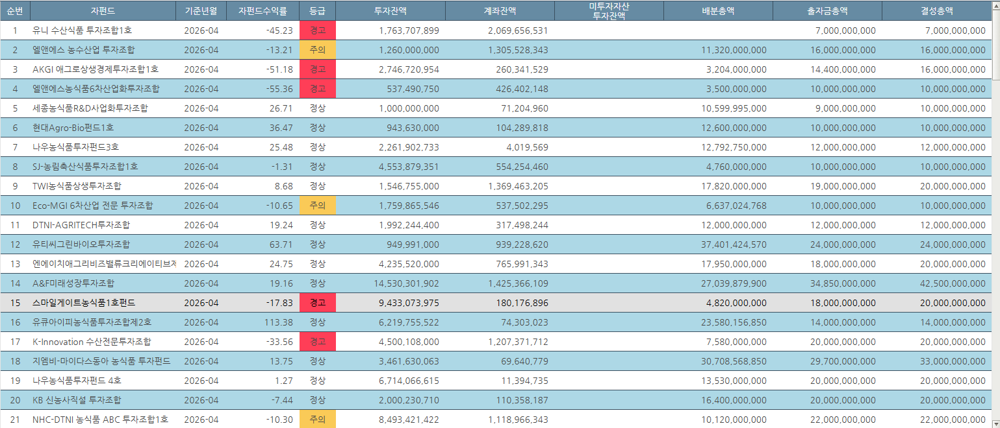 순번 자펀드 기준년월 자펀드수익률 등급 투자잔액 계좌잔액 미투자자산 투자잔액 배분총액 출자금총액 결성총액
1 유니 수산식품 투자조합1호 2026-04 -45.23 경고 1,763,707,899 2,069,656,531 7,000,000,000 7,000,000,000
2 엘앤에스 농수산업 투자조합 2026-04 -13.21 주의 1,260,000,000 1,305,528,343 11,320,000,000 16,000,000,000 16,000,000,000
3 AKGI 애그로상생경제투자조합1호 2026-04 -51.18 경고 2,746,720,954 260,341,529 3,204,000,000 14,400,000,000 16,000,000,000
4 엘앤에스농식품6차산업화투자조합 2026-04 -55.36 경고 537,490,750 426,402,148 3,500,000,000 10,000,000,000 10,000,000,000
5 세종농식품R&D사업화투자조합 2026-04 26.71 정상 1,000,000,000 71,204,960 10,599,995,000 9,000,000,000 10,000,000,000
6 현대Agro-Bio펀드1호 2026-04 36.47 정상 943,630,000 104,289,818 12,600,000,000 10,000,000,000 10,000,000,000
7 나우농식품투자펀드3호 2026-04 25.48 정상 2,261,902,733 4,019,569 12,792,750,000 12,000,000,000 12,000,000,000
8 SJ-농림축산식품투자조합1호 2026-04 -1.31 정상 4,553,879,351 554,254,460 4,760,000,000 10,000,000,000 10,000,000,000
9 TWI농식품상생투자조합 2026-04 8.68 정상 1,546,755,000 1,369,463,205 17,820,000,000 19,000,000,000 20,000,000,000
10 Eco-MGI 6차산업 전문 투자조합 2026-04 -10.65 주의 1,759,865,546 537,502,295 6,637,024,768 10,000,000,000 10,000,000,000
11 DTNI-AGRITECH투자조합 2026-04 19.24 정상 1,992,244,400 317,498,244 12,000,000,000 12,000,000,000 12,000,000,000
12 유티씨그린바이오투자조합 2026-04 63.71 정상 949,991,000 939,228,620 37,401,424,570 24,000,000,000 24,000,000,000
13 엔에이치애그리비즈밸류크리에이티브제 2026-04 24.75 정상 4,235,520,000 765,991,343 17,950,000,000 18,000,000,000 20,000,000,000
14 A&F미래성장투자조합 2026-04 19.16 정상 14,530,301,902 1,425,366,109 27,039,879,900 34,850,000,000 42,500,000,000
15 스마일게이트농식품1호펀드 2026-04 -17.83 경고 9,433,073,975 180,176,896 4,820,000,000 18,000,000,000 20,000,000,000
16 유큐아이피농식품투자조합제2호 2026-04 113.38 정상 6,219,755,522 74,303,023 23,580,156,850 14,000,000,000 14,000,000,000
17 K-Innovation 수산전문투자조합 2026-04 -33.56 경고 4,500,108,000 1,207,371,712 7,580,000,000 20,000,000,000 20,000,000,000
18 지엠비-마이다스동아 농식품 투자펀드 2026-04 13.75 정상 3,461,630,063 69,640,779 30,708,568,850 29,700,000,000 33,000,000,000
19 나우농식품투자펀드 4호 2026-04 1.27 정상 6,714,066,615 11,394,735 13,530,000,000 20,000,000,000 20,000,000,000
20 KB 신농사직설 투자조합 2026-04 -7.44 정상 2,000,230,710 110,358,187 16,400,000,000 20,000,000,000 20,000,000,000
21 NHC-DTNI 농식품 ABC 투자조합1호 2026-04 -10.30 주의 8,493,421,422 1,118,966,343 10,120,000,000 22,000,000,000 22,000,000,000